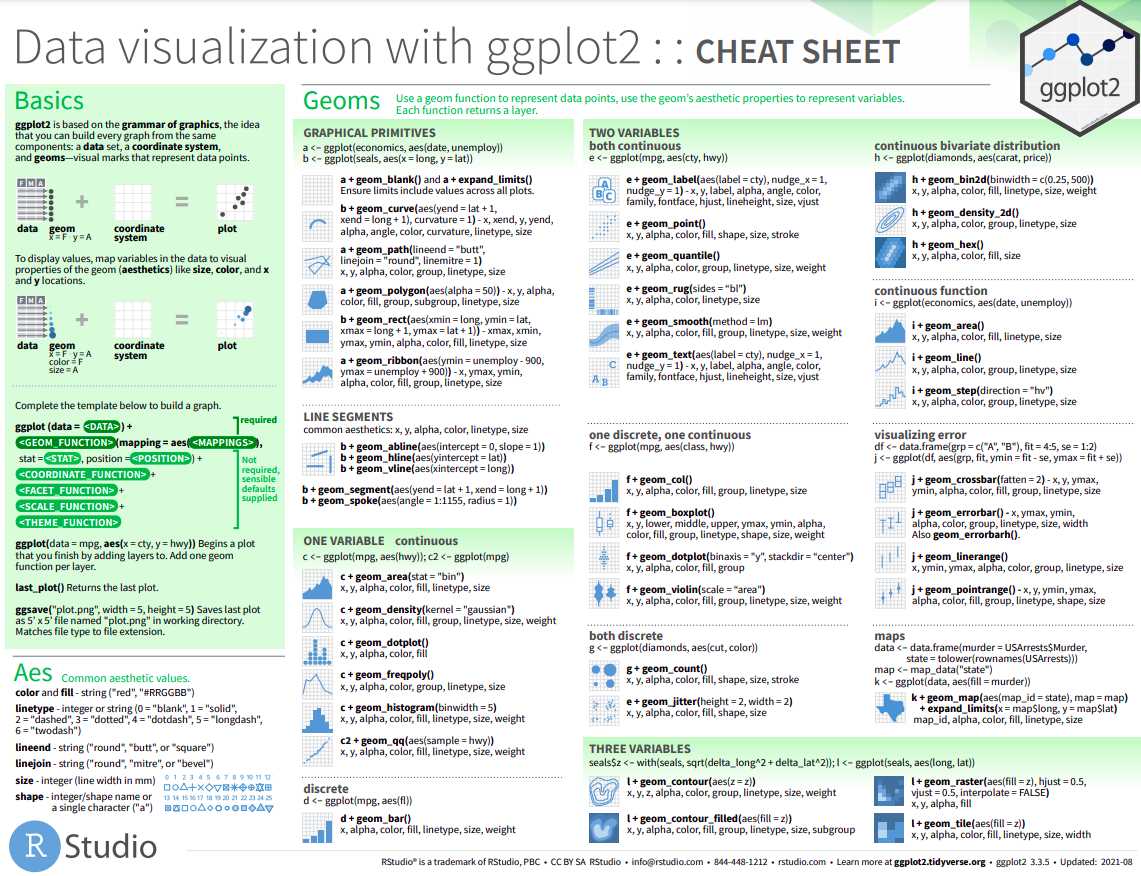 Data visualization with ggplot2 : : CHEAT SHEET
ggplot2
Basics
ggplot2 is based on the grammar of graphics, the idea
that you can build every graph from the same
components: a data set, a coordinate system,
and geoms—visual marks that represent data points.
F M A
+
=
data
geom
x = F y = A
coordinate
system
plot
To display values, map variables in the data to visual
properties of the geom (aesthetics) like size, color, and x
and y locations.
F M A
+
=
data
geom
x = F y = A
color = F
size = A
coordinate
system
plot
Complete the template below to build a graph.
required
ggplot (data = <DATA>) +
<GEOM_FUNCTION>(mapping = aes(<MAPPINGS>),
stat = <STAT>, position = <POSITION>) +
<COORDINATE_FUNCTION> +
<FACET_FUNCTION> +
<SCALE_FUNCTION> +
<THEME_FUNCTION>
Not
required,
sensible
defaults
supplied
ggplot(data = mpg, aes(x = cty, y = hwy)) Begins a plot
that you finish by adding layers to. Add one geom
function per layer.
last_plot() Returns the last plot.
ggsave("plot.png", width = 5, height = 5) Saves last plot
as 5’ x 5’ file named "plot.png" in working directory.
Matches file type to file extension.
Aes Common aesthetic values.
color and fill - string ("red", "#RRGGBB")
linetype - integer or string (0 = "blank", 1 = "solid",
2 = "dashed", 3 = "dotted", 4 = "dotdash", 5 = "longdash",
6 = "twodash")
lineend - string ("round", "butt", or "square")
linejoin - string ("round", "mitre", or "bevel")
size - integer (line width in mm)
shape - integer/shape name or
a single character ("a")
0 1 2 3 4 5 6 7 8 9 10 11 12
13 14 15 16 17 18 19 20 21 22 23 24 25
R Studio
Geoms
Use a geom function to represent data points, use the geom’s aesthetic properties to represent variables.
Each function returns a layer.
GRAPHICAL PRIMITIVES
a <- ggplot(economics, aes(date, unemploy))
b <- ggplot(seals, aes(x = long, y = lat))
a + geom_blank() and a + expand_limits()
Ensure limits include values across all plots.
b + geom_curve(aes(yend = lat + 1,
xend = long + 1), curvature = 1) - x, xend, y, yend,
alpha, angle, color, curvature, linetype, size
a + geom_path(lineend = "butt",
linejoin = "round", linemitre = 1)
x, y, alpha, color, group, linetype, size
a + geom_polygon(aes(alpha = 50)) - x, y, alpha,
color, fill, group, subgroup, linetype, size
b + geom_rect(aes(xmin = long, ymin = lat,
xmax = long + 1, ymax = lat + 1)) - xmax, xmin,
ymax, ymin, alpha, color, fill, linetype, size
a + geom_ribbon(aes(ymin = unemploy - 900,
ymax = unemploy + 900)) - x, ymax, ymin,
alpha, color, fill, group, linetype, size
LINE SEGMENTS
common aesthetics: x, y, alpha, color, linetype, size
b + geom_abline(aes(intercept = 0, slope = 1))
b + geom_hline(aes(yintercept = lat))
b + geom_vline(aes(xintercept = long))
b + geom_segment(aes(yend = lat + 1, xend = long + 1))
b + geom_spoke(aes(angle = 1:1155, radius = 1))
ONE VARIABLE continuous
c <- ggplot(mpg, aes(hwy)); c2 <- ggplot(mpg)
c + geom_area(stat = "bin")
x, y, alpha, color, fill, linetype, size
c + geom_density(kernel = "gaussian")
x, y, alpha, color, fill, group, linetype, size, weight
c + geom_dotplot()
x, y, alpha, color, fill
c + geom_freqpoly()
x, y, alpha, color, group, linetype, size
c + geom_histogram(binwidth = 5)
x, y, alpha, color, fill, linetype, size, weight
c2 + geom_qq(aes(sample = hwy))
x, y, alpha, color, fill, linetype, size, weight
discrete
d <- ggplot(mpg, aes(fl))
d + geom_bar()
x, alpha, color, fill, linetype, size, weight
TWO VARIABLES
both continuous
e <- ggplot(mpg, aes(cty, hwy))
A B C
e + geom_label(aes(label = cty), nudge_x = 1,
nudge_y = 1) - x, y, label, alpha, angle, color,
family, fontface, hjust, lineheight, size, vjust
e + geom_point()
x, y, alpha, color, fill, shape, size, stroke
e + geom_quantile()
x, y, alpha, color, group, linetype, size, weight
e + geom_rug(sides = "bl")
x, y, alpha, color, linetype, size
e + geom_smooth(method = lm)
x, y, alpha, color, fill, group, linetype, size, weight
A B C
e + geom_text(aes(label = cty), nudge_x = 1,
nudge_y = 1) - x, y, label, alpha, angle, color,
family, fontface, hjust, lineheight, size, vjust
one discrete, one continuous
f <- ggplot(mpg, aes(class, hwy))
f + geom_col()
x, y, alpha, color, fill, group, linetype, size
f + geom_boxplot()
x, y, lower, middle, upper, ymax, ymin, alpha,
color, fill, group, linetype, shape, size, weight
f + geom_dotplot(binaxis = "y", stackdir = "center")
x, y, alpha, color, fill, group
f + geom_violin(scale = "area")
x, y, alpha, color, fill, group, linetype, size, weight
both discrete
g <- ggplot(diamonds, aes(cut, color))
g + geom_count()
x, y, alpha, color, fill, shape, size, stroke
e + geom_jitter(height = 2, width = 2)
x, y, alpha, color, fill, shape, size
continuous bivariate distribution
h <- ggplot(diamonds, aes(carat, price))
h + geom_bin2d(binwidth = c(0.25, 500))
x, y, alpha, color, fill, linetype, size, weight
h + geom_density_2d()
x, y, alpha, color, group, linetype, size
h + geom_hex()
x, y, alpha, color, fill, size
continuous function
i <- ggplot(economics, aes(date, unemploy))
i + geom_area()
x, y, alpha, color, fill, linetype, size
i + geom_line()
x, y, alpha, color, group, linetype, size
i + geom_step(direction = "hv")
x, y, alpha, color, group, linetype, size
visualizing error
df <- data.frame(grp = c("A", "B"), fit = 4:5, se = 1:2)
j <- ggplot(df, aes(grp, fit, ymin = fit - se, ymax = fit + se))
j + geom_crossbar(fatten = 2) - x, y, ymax,
ymin, alpha, color, fill, group, linetype, size
j + geom_errorbar() - x, ymax, ymin,
alpha, color, group, linetype, size, width
Also geom_errorbarh().
j + geom_linerange()
x, ymin, ymax, alpha, color, group, linetype, size
j + geom_pointrange() - x, y, ymin, ymax,
alpha, color, fill, group, linetype, shape, size
maps
data <- data.frame(murder = USArrests$Murder,
state = tolower(rownames(USArrests)))
map <- map_data("state")
k <- ggplot(data, aes(fill = murder))
k + geom_map(aes(map_id = state), map = map)
+ expand_limits(x = map$long, y = map$lat)
map_id, alpha, color, fill, linetype, size
THREE VARIABLES
seals$z <- with(seals, sqrt(delta_long^2 + delta_lat^2)); l <- ggplot(seals, aes(long, lat))
l + geom_contour(aes(z = z))
x, y, z, alpha, color, group, linetype, size, weight
l + geom_contour_filled(aes(fill = z))
x, y, alpha, color, fill, group, linetype, size, subgroup
l + geom_raster(aes(fill = z), hjust = 0.5,
vjust = 0.5, interpolate = FALSE)
x, y, alpha, fill
l + geom_tile(aes(fill = z))
x, y, alpha, color, fill, linetype, size, width
RStudio® is a trademark of RStudio, PBC • CC BY SA RStudio • info@rstudio.com • 844-448-1212 • rstudio.com • Learn more at ggplot2.tidyverse.org • ggplot2 3.3.5 • Updated: 2021-08